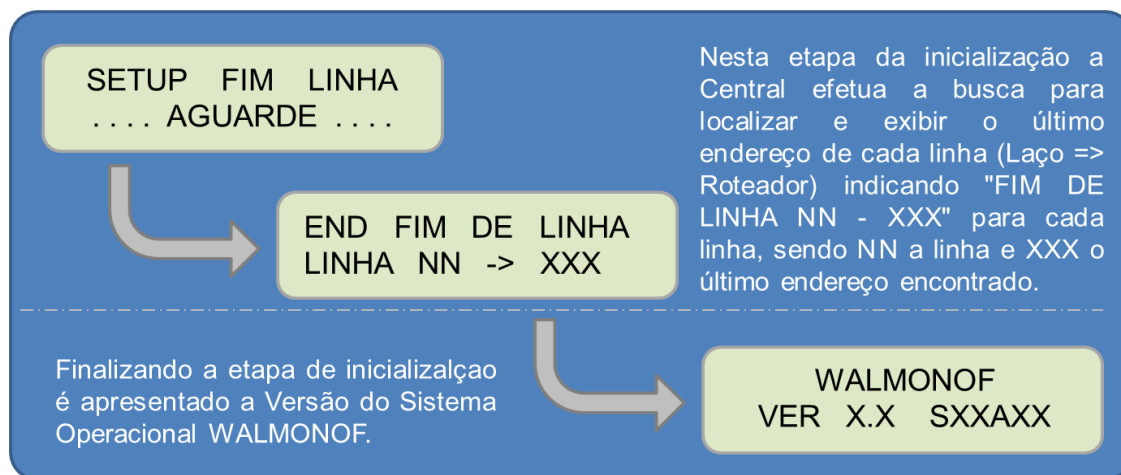 SETUP FIM LINHA
. . . . AGUARDE . . . .
Nesta etapa da inicialização a
Central efetua a busca para
localizar e exibir o último
endereço de cada linha (Laço =>
Roteador) indicando "FIM DE
LINHA NN - XXX" para cada
linha, sendo NN a linha e XXX o
último endereço encontrado.
END FIM DE LINHA
LINHA NN -> XXX
Finalizando a etapa de inicializalçao
é apresentado a Versão do Sistema
Operacional WALMONOF.
WALMONOF
VER X.X SXXAXX